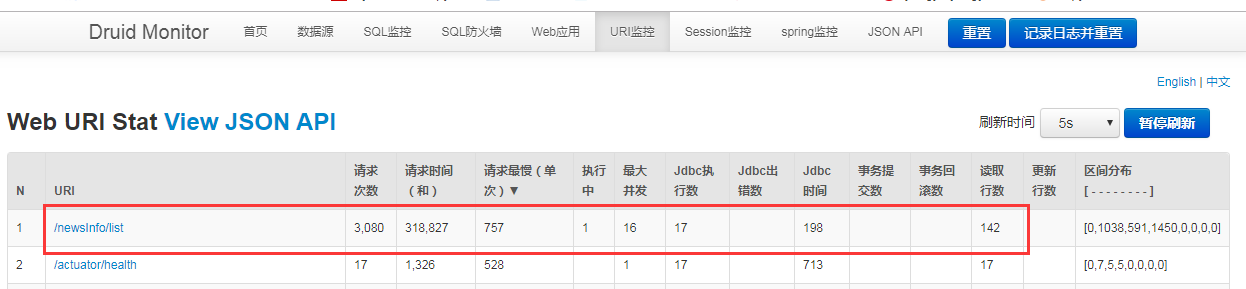 Druid Monitor 首页 数据源 SQL监控 SQL防火墙 Web应用 URI监控 Session监控 spring监控 JSON API 重置 记录日志并重置
English | 中文
Web URI Stat View JSON API 刷新时间 5s 暂停刷新
N URI 请求次数 请求时间（和） 请求最慢（单次）▼ 执行中 最大并发 Jdbc执行数 Jdbc出错数 Jdbc时间 事务提交数 事务回滚数 读取行数 更新行数 区间分布 [ - - - - - - - - ]
1 /newsInfo/list 3,080 318,827 757 1 16 17 198 142 [0,1038,591,1450,0,0,0,0]
2 /actuator/health 17 1,326 528 1 17 713 17 [0,7,5,5,0,0,0,0]